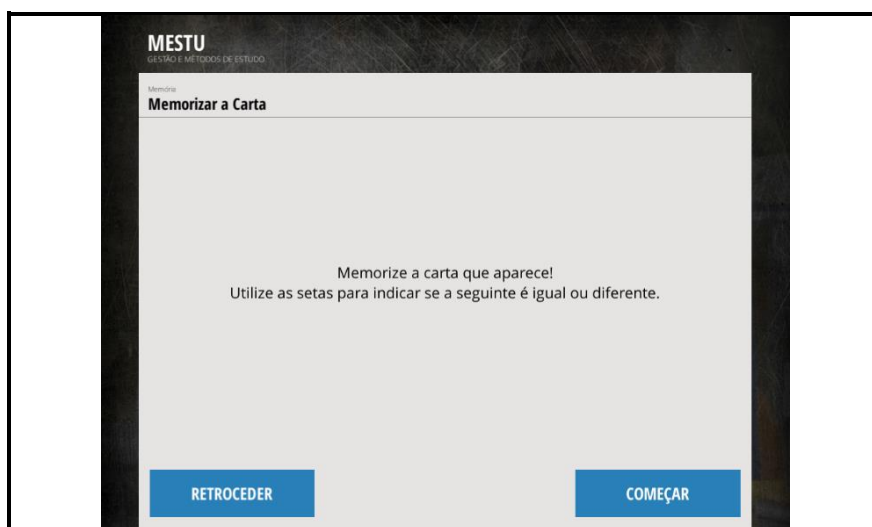 MESTU
GESTÃO E MÉTODOS DE ESTUDO
Memória
Memorizar a Carta
Memorize a carta que aparece!
Utilize as setas para indicar se a seguinte é igual ou diferente.
RETROCEDER
COMEÇAR